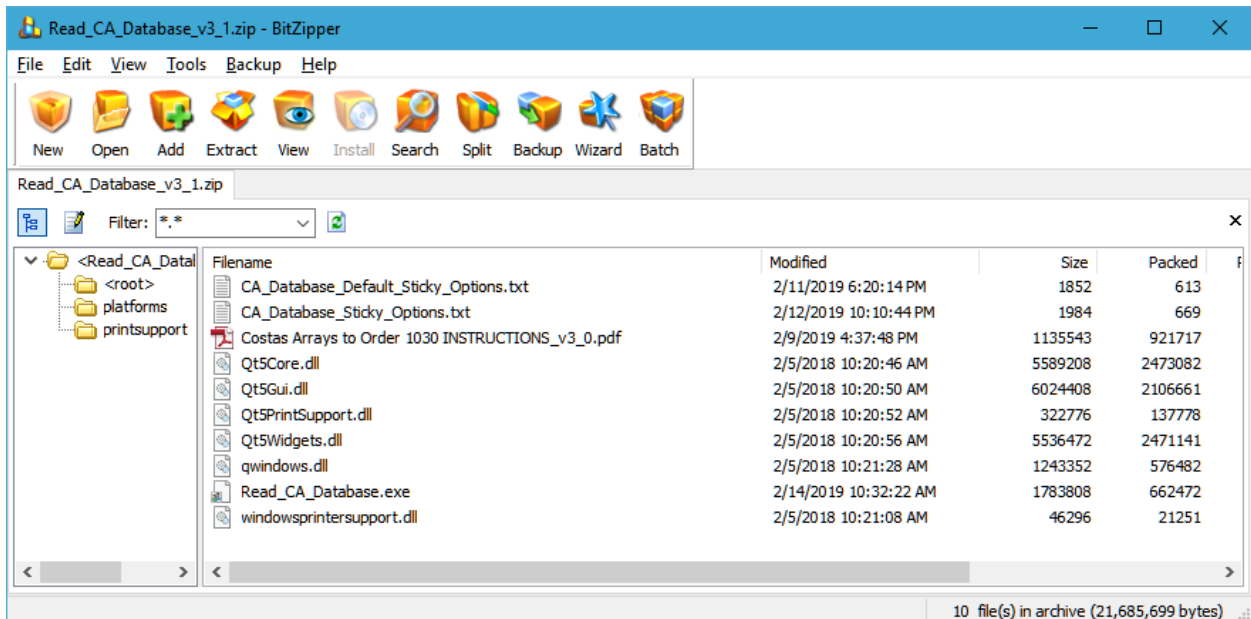 Read_CA_Database_v3_1.zip - BitZipper
File Edit View Tools Backup Help
New Open Add Extract View Install Search Split Backup Wizard Batch
Read_CA_Database_v3_1.zip
Filter: *.*
<Read_CA_Datal
<root>
platforms
printsupport
Filename Modified Size Packed
CA_Database_Default_Sticky_Options.txt 2/11/2019 6:20:14 PM 1852 613
CA_Database_Sticky_Options.txt 2/12/2019 10:10:44 PM 1984 669
Costas Arrays to Order 1030 INSTRUCTIONS_v3_0.pdf 2/9/2019 4:37:48 PM 1135543 921717
Qt5Core.dll 2/5/2018 10:20:46 AM 5589208 2473082
Qt5Gui.dll 2/5/2018 10:20:50 AM 6024408 2106661
Qt5PrintSupport.dll 2/5/2018 10:20:52 AM 322776 137778
Qt5Widgets.dll 2/5/2018 10:20:56 AM 5536472 2471141
qwindows.dll 2/5/2018 10:21:28 AM 1243352 576482
Read_CA_Database.exe 2/14/2019 10:32:22 AM 1783808 662472
windowsprintersupport.dll 2/5/2018 10:21:08 AM 46296 21251
10 file(s) in archive (21,685,699 bytes)